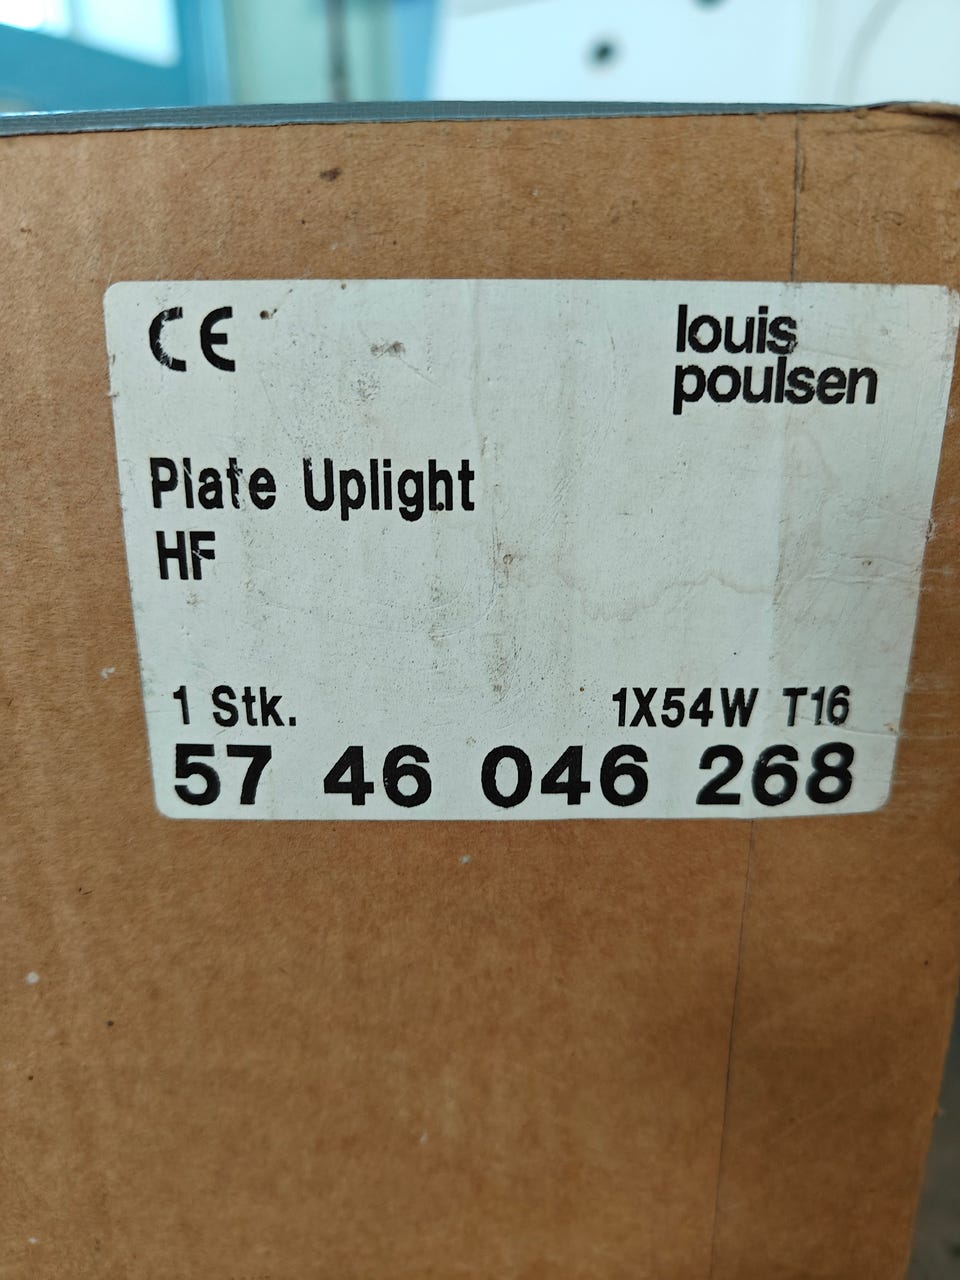 CE
louis
poulsen
Plate Uplight
HF
1 Stk.
1X54W T16
57 46 046 268